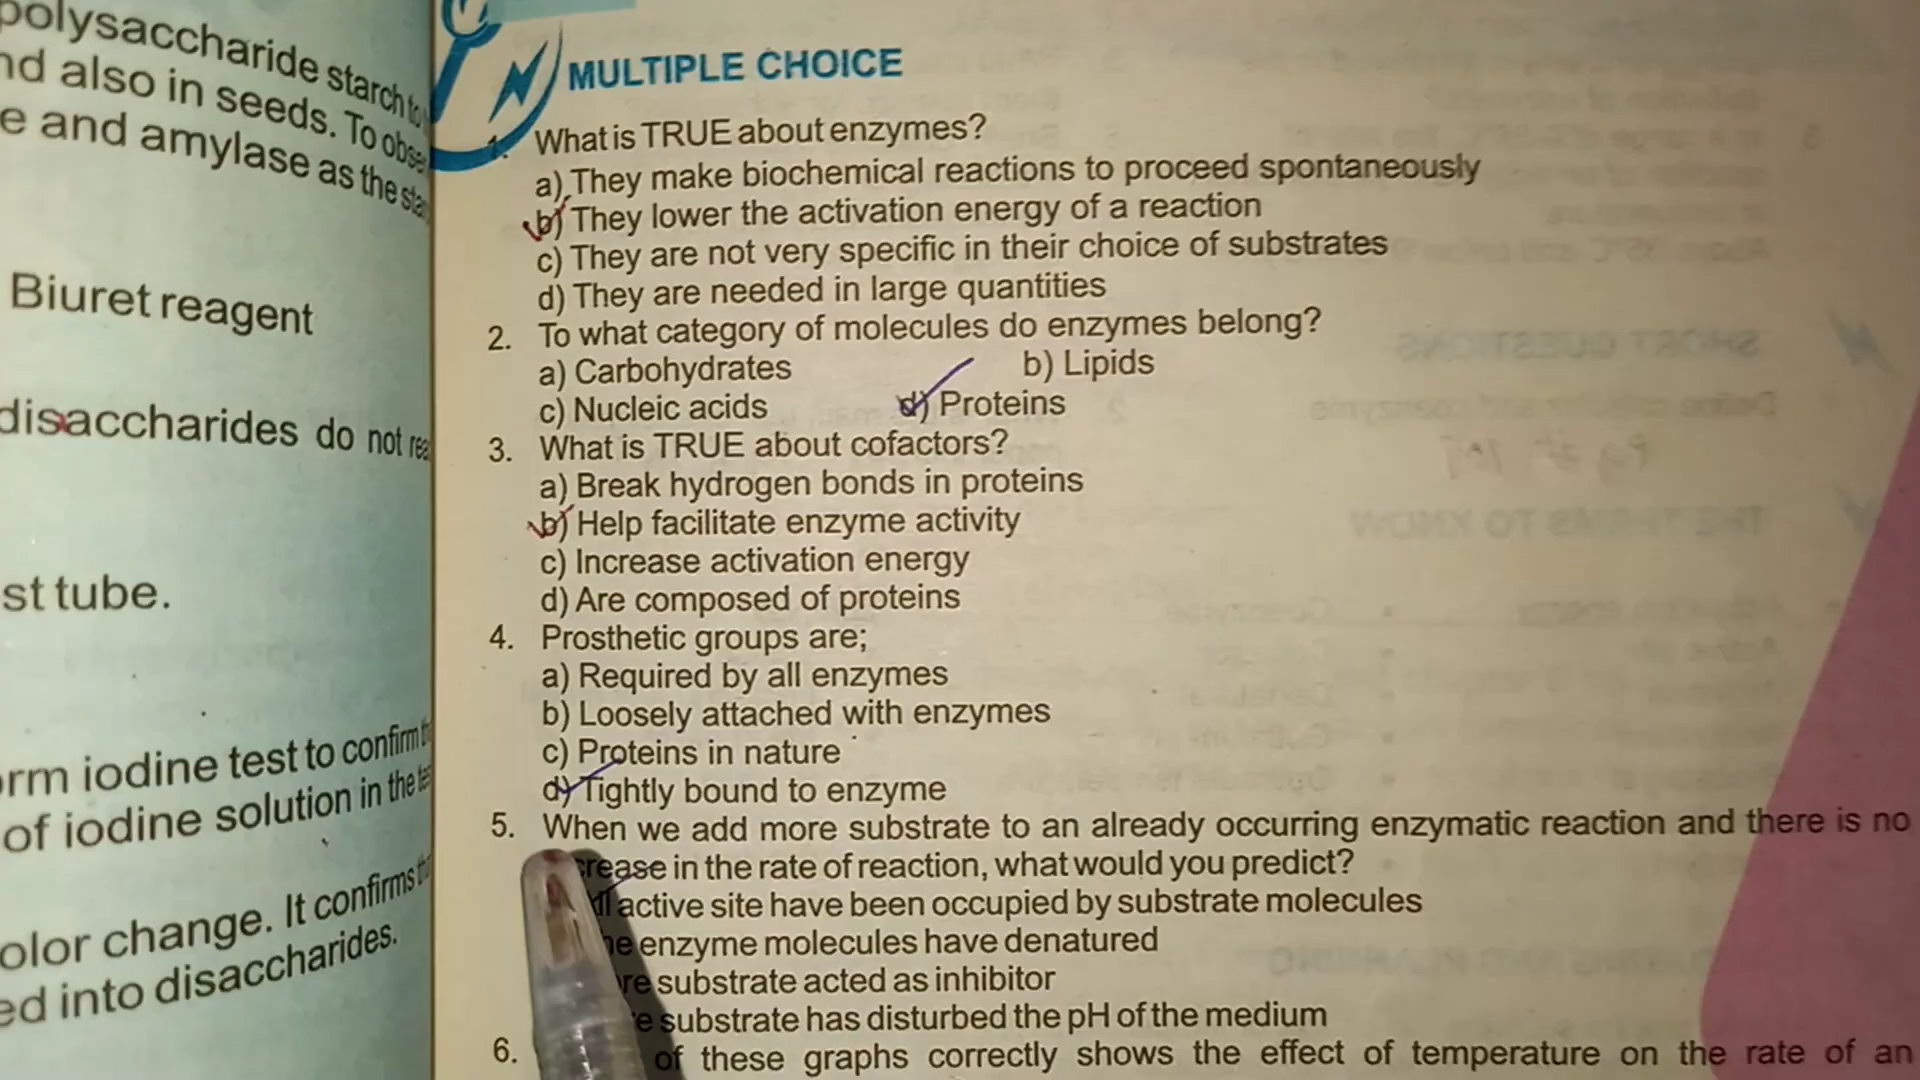 polysaccharide starch to
nd also in seeds. To obse
e and amylase as the sta
Biuret reagent
disaccharides do not rea
st tube.
orm iodine test to confirm
of iodine solution in the te
olor change. It confirms
ed into disaccharides.
MULTIPLE CHOICE
1. What is TRUE about enzymes?
a) They make biochemical reactions to proceed spontaneously
b) They lower the activation energy of a reaction
c) They are not very specific in their choice of substrates
d) They are needed in large quantities
2. To what category of molecules do enzymes belong?
a) Carbohydrates b) Lipids
c) Nucleic acids d) Proteins
3. What is TRUE about cofactors?
a) Break hydrogen bonds in proteins
b) Help facilitate enzyme activity
c) Increase activation energy
d) Are composed of proteins
4. Prosthetic groups are;
a) Required by all enzymes
b) Loosely attached with enzymes
c) Proteins in nature
d) Tightly bound to enzyme
5. When we add more substrate to an already occurring enzymatic reaction and there is no
crease in the rate of reaction, what would you predict?
ll active site have been occupied by substrate molecules
he enzyme molecules have denatured
re substrate acted as inhibitor
e substrate has disturbed the pH of the medium
6. of these graphs correctly shows the effect of temperature on the rate of an